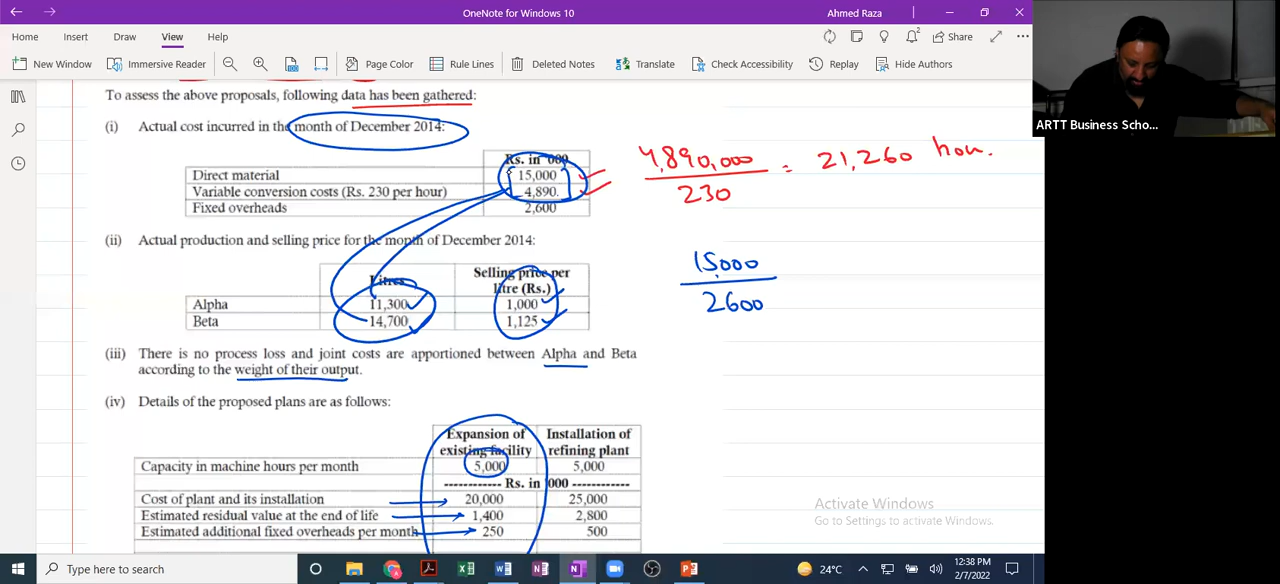 OneNote for Windows 10
Ahmed Raza
Home Insert Draw View Help
Share
New Window Immersive Reader Page Color Rule Lines Deleted Notes Translate Check Accessibility Replay Hide Authors
ARTT Business Scho...
To assess the above proposals, following data has been gathered:
(i) Actual cost incurred in the month of December 2014:
Rs. in '000
Direct material 15,000
Variable conversion costs (Rs. 230 per hour) 4,890
Fixed overheads 2,600
4,890,000
230
= 21,260 hou.
(ii) Actual production and selling price for the month of December 2014:
Litres Selling price per litre (Rs.)
Alpha 11,300 1,000
Beta 14,700 1,125
15,000
2600
(iii) There is no process loss and joint costs are apportioned between Alpha and Beta
according to the weight of their output.
(iv) Details of the proposed plans are as follows:
Expansion of existing facility Installation of refining plant
Capacity in machine hours per month 5,000 5,000
------------ Rs. in '000 ------------
Cost of plant and its installation 20,000 25,000
Estimated residual value at the end of life 1,400 2,800
Estimated additional fixed overheads per month 250 500
Activate Windows
Go to Settings to activate Windows.
Type here to search
24°C
12:38 PM
2/7/2022